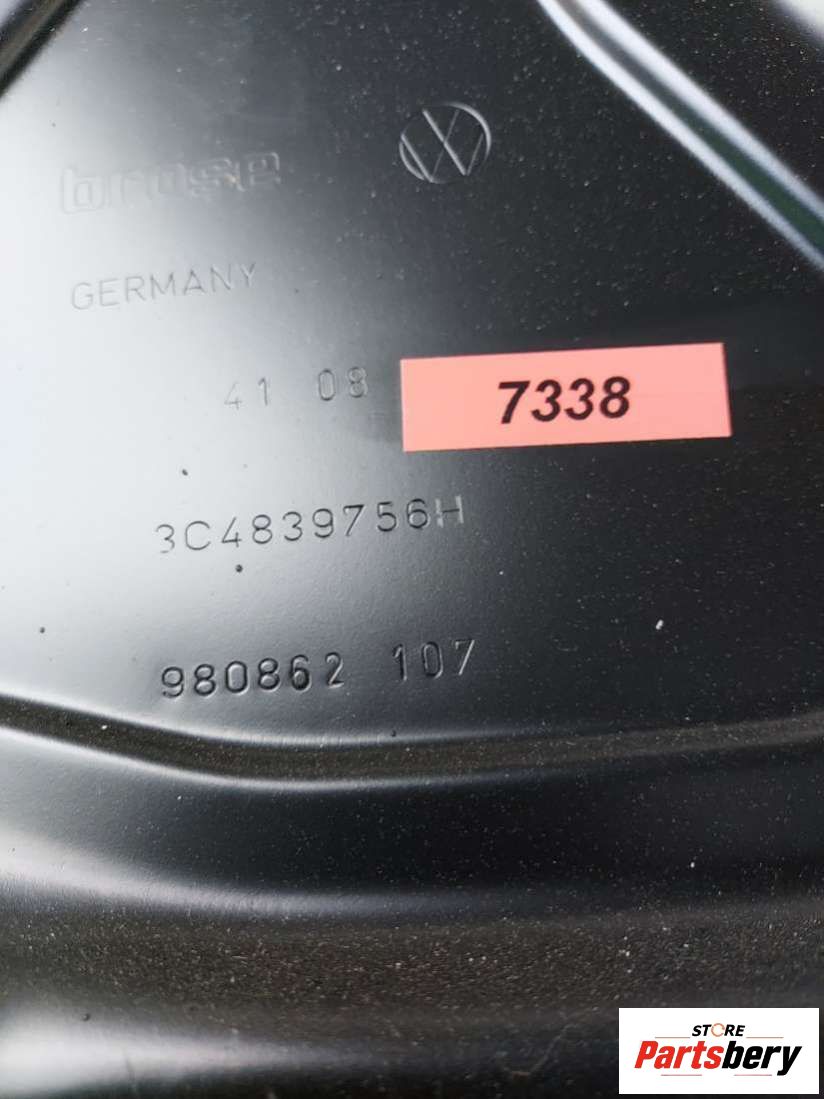 brose
GERMANY
41 08
7338
3C4839756H
980862 107
STORE
Partsbery